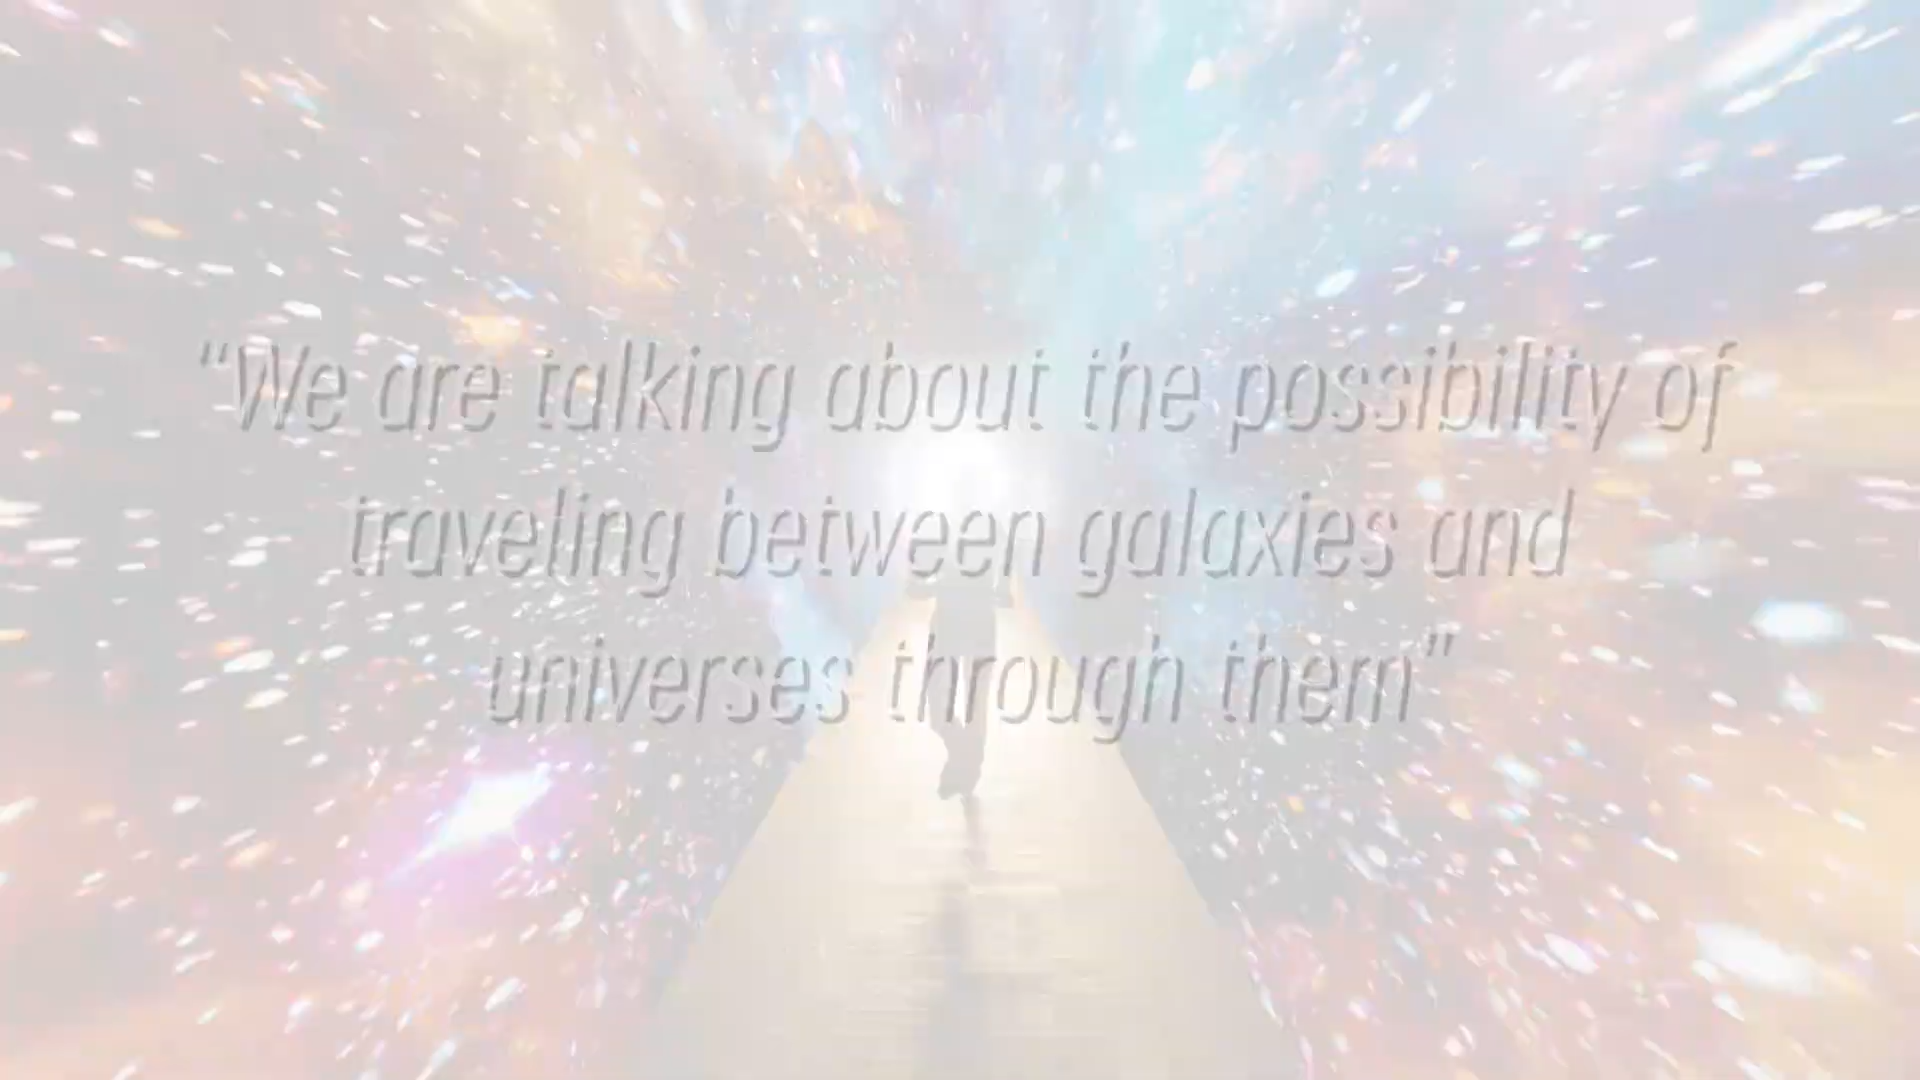 “We are talking about the possibility of
traveling between galaxies and
universes through them”